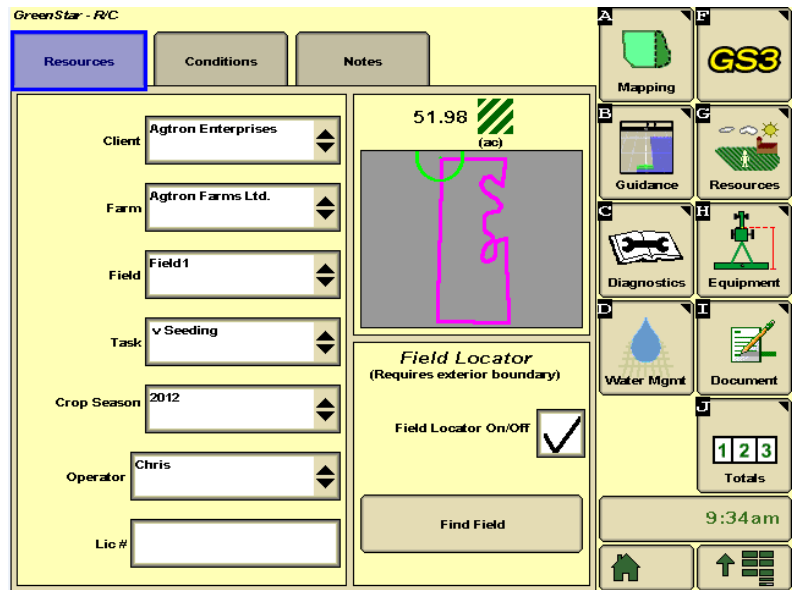 GreenStar - R/C
Resources
Conditions
Notes
Client
Agtron Enterprises
Farm
Agtron Farms Ltd.
Field
Field1
Task
v Seeding
Crop Season
2012
Operator
Chris
Lic #
51.98
(ac)
Field Locator
(Requires exterior boundary)
Field Locator On/Off
Find Field
A
Mapping
F
GS3
B
Guidance
G
Resources
C
Diagnostics
H
Equipment
D
Water Mgmt
I
Document
J
1 2 3
Totals
9:34am